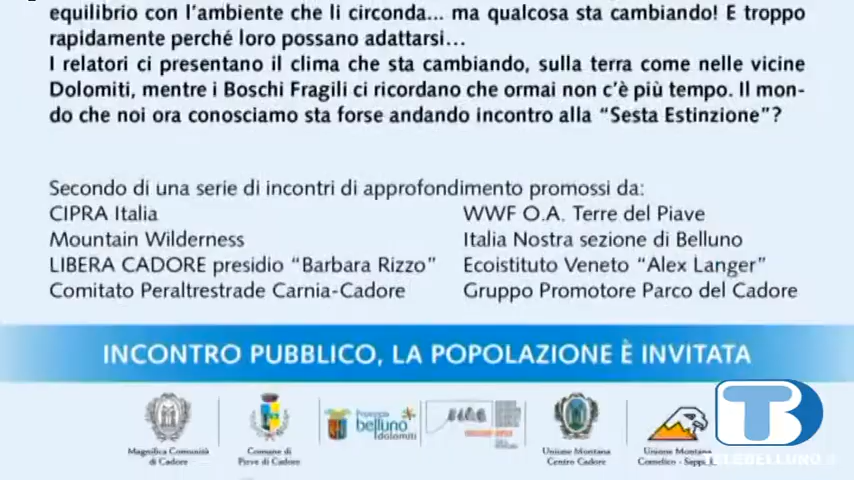 equilibrio con l'ambiente che li circonda... ma qualcosa sta cambiando! E troppo
rapidamente perché loro possano adattarsi...
I relatori ci presentano il clima che sta cambiando, sulla terra come nelle vicine
Dolomiti, mentre i Boschi Fragili ci ricordano che ormai non c'è più tempo. Il mon-
do che noi ora conosciamo sta forse andando incontro alla "Sesta Estinzione"?
Secondo di una serie di incontri di approfondimento promossi da:
CIPRA Italia
Mountain Wilderness
LIBERA CADORE presidio "Barbara Rizzo"
Comitato Peraltrestrade Carnia-Cadore
WWF O.A. Terre del Piave
Italia Nostra sezione di Belluno
Ecoistituto Veneto "Alex Langer"
Gruppo Promotore Parco del Cadore
INCONTRO PUBBLICO, LA POPOLAZIONE È INVITATA
Magnifica Comunità
di Cadore
Comune di
Pieve di Cadore
Provincia
belluno
dolomiti
Unione Montana
Centro Cadore
Unione Montana
Comelico - Sappada
TB
TELEBELLUNO